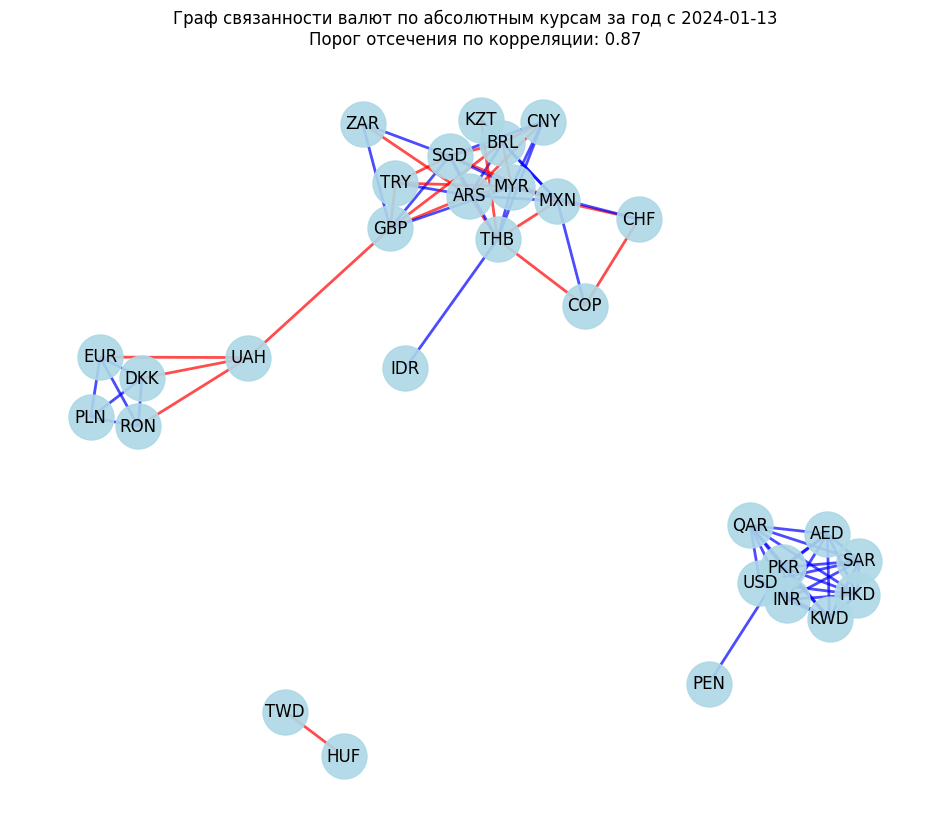 Граф связанности валют по абсолютным курсам за год с 2024-01-13
Порог отсечения по корреляции: 0.87
ZAR
KZT
CNY
BRL
SGD
TRY
MYR
ARS
MXN
CHF
GBP
THB
COP
EUR
UAH
IDR
DKK
PLN
RON
QAR
AED
SAR
PKR
USD
HKD
INR
KWD
PEN
TWD
HUF